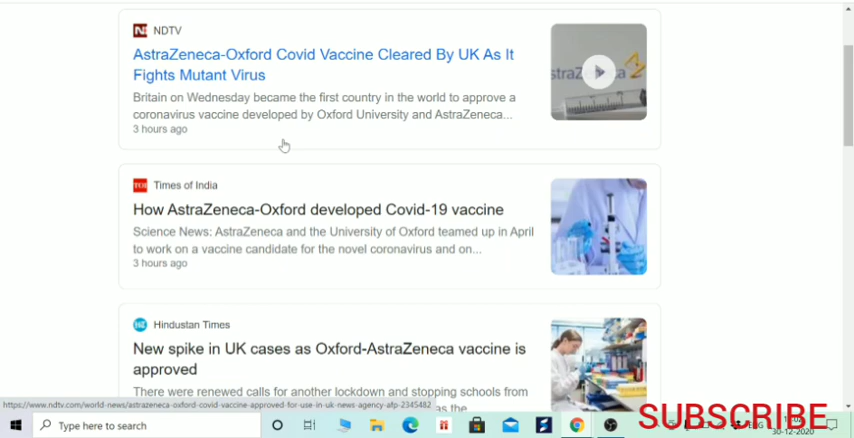 NDTV
AstraZeneca-Oxford Covid Vaccine Cleared By UK As It
Fights Mutant Virus
Britain on Wednesday became the first country in the world to approve a
coronavirus vaccine developed by Oxford University and AstraZeneca...
3 hours ago
TOI
Times of India
How AstraZeneca-Oxford developed Covid-19 vaccine
Science News: AstraZeneca and the University of Oxford teamed up in April
to work on a vaccine candidate for the novel coronavirus and on...
3 hours ago
Hindustan Times
New spike in UK cases as Oxford-AstraZeneca vaccine is
approved
There were renewed calls for another lockdown and stopping schools from
as the
https://www.ndtv.com/world-news/astrazeneca-oxford-covid-vaccine-approved-for-use-in-uk-news-agency-afp-2345482
Type here to search
ENG
30-12-2020
SUBSCRIBE